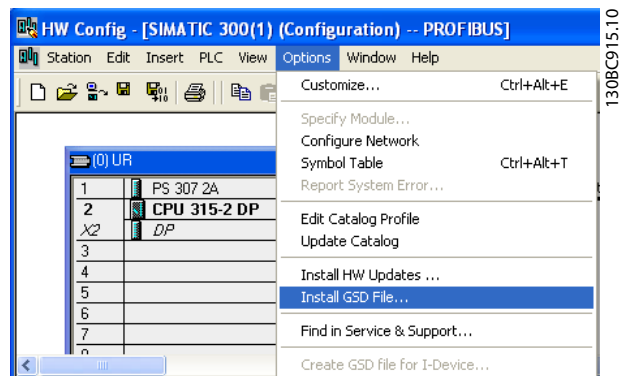 HW Config - [SIMATIC 300(1) (Configuration) -- PROFIBUS]
Station Edit Insert PLC View Options Window Help
Customize... Ctrl+Alt+E
Specify Module...
Configure Network
Symbol Table Ctrl+Alt+T
Report System Error...
Edit Catalog Profile
Update Catalog
Install HW Updates ...
Install GSD File...
Find in Service & Support...
Create GSD file for I-Device...
(0) UR
1 PS 307 2A
2 CPU 315-2 DP
X2 DP
3
4
5
6
7
130BC915.10